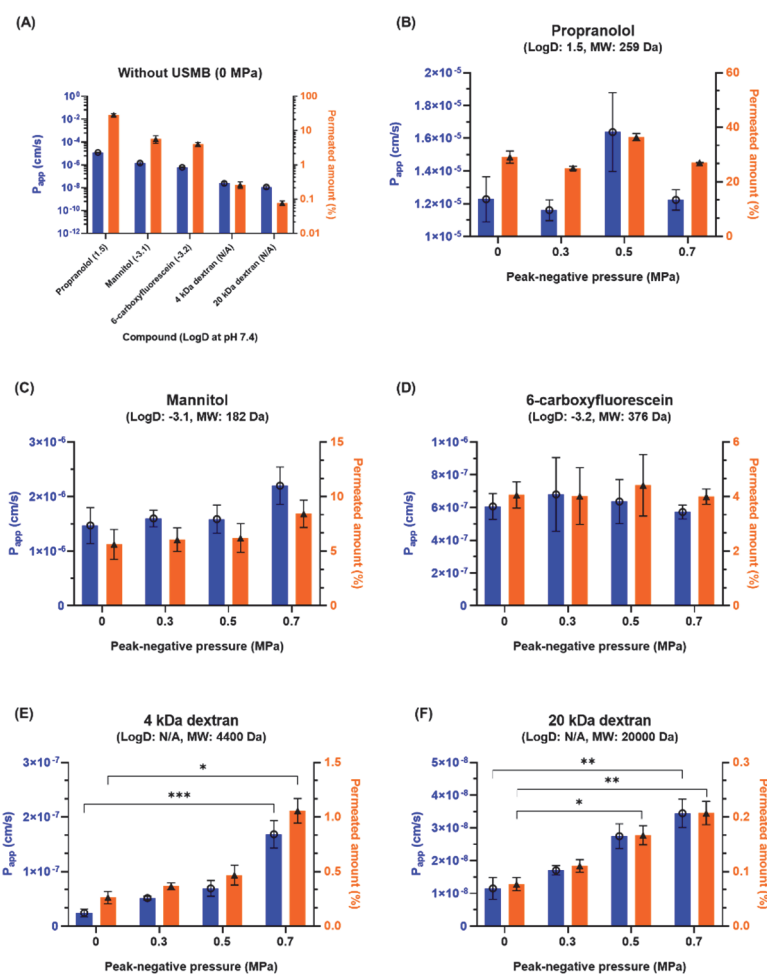 (A)
Without USMB (0 MPa)
10⁰
10⁻²
10⁻⁴
10⁻⁶
10⁻⁸
10⁻¹⁰
10⁻¹²
Papp (cm/s)
100
10
1
0.1
0.01
Permeated amount (%)
Propranolol (1.5)
Mannitol (-3.1)
6-carboxyfluorescein (-3.2)
4 kDa dextran (N/A)
20 kDa dextran (N/A)
Compound (LogD at pH 7.4)
(B)
Propranolol
(LogD: 1.5, MW: 259 Da)
2×10⁻⁵
1.8×10⁻⁵
1.6×10⁻⁵
1.4×10⁻⁵
1.2×10⁻⁵
1×10⁻⁵
Papp (cm/s)
60
40
20
0
Permeated amount (%)
0 0.3 0.5 0.7
Peak-negative pressure (MPa)
(C)
Mannitol
(LogD: -3.1, MW: 182 Da)
3×10⁻⁶
2×10⁻⁶
1×10⁻⁶
0
Papp (cm/s)
15
10
5
0
Permeated amount (%)
0 0.3 0.5 0.7
Peak-negative pressure (MPa)
(D)
6-carboxyfluorescein
(LogD: -3.2, MW: 376 Da)
1×10⁻⁶
8×10⁻⁷
6×10⁻⁷
4×10⁻⁷
2×10⁻⁷
0
Papp (cm/s)
6
4
2
0
Permeated amount (%)
0 0.3 0.5 0.7
Peak-negative pressure (MPa)
(E)
4 kDa dextran
(LogD: N/A, MW: 4400 Da)
3×10⁻⁷
2×10⁻⁷
1×10⁻⁷
0
Papp (cm/s)
*
***
1.5
1.0
0.5
0.0
Permeated amount (%)
0 0.3 0.5 0.7
Peak-negative pressure (MPa)
(F)
20 kDa dextran
(LogD: N/A, MW: 20000 Da)
5×10⁻⁸
4×10⁻⁸
3×10⁻⁸
2×10⁻⁸
1×10⁻⁸
0
Papp (cm/s)
**
**
*
0.3
0.2
0.1
0.0
Permeated amount (%)
0 0.3 0.5 0.7
Peak-negative pressure (MPa)